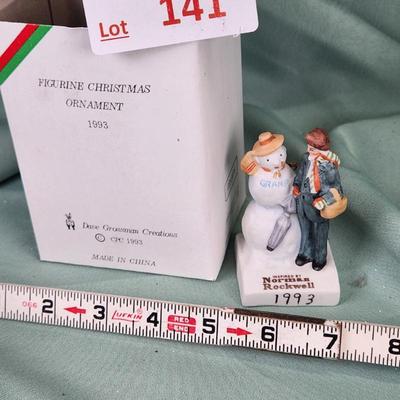 Lot
141
FIGURINE CHRISTMAS
ORNAMENT
1993
Dave Grossman Creations
© CPC 1993
MADE IN CHINA
GRAMPS
INSPIRED BY
Norman
Rockwell
1993
2 3 4 5 6 7 8
LUFKIN
RED
END